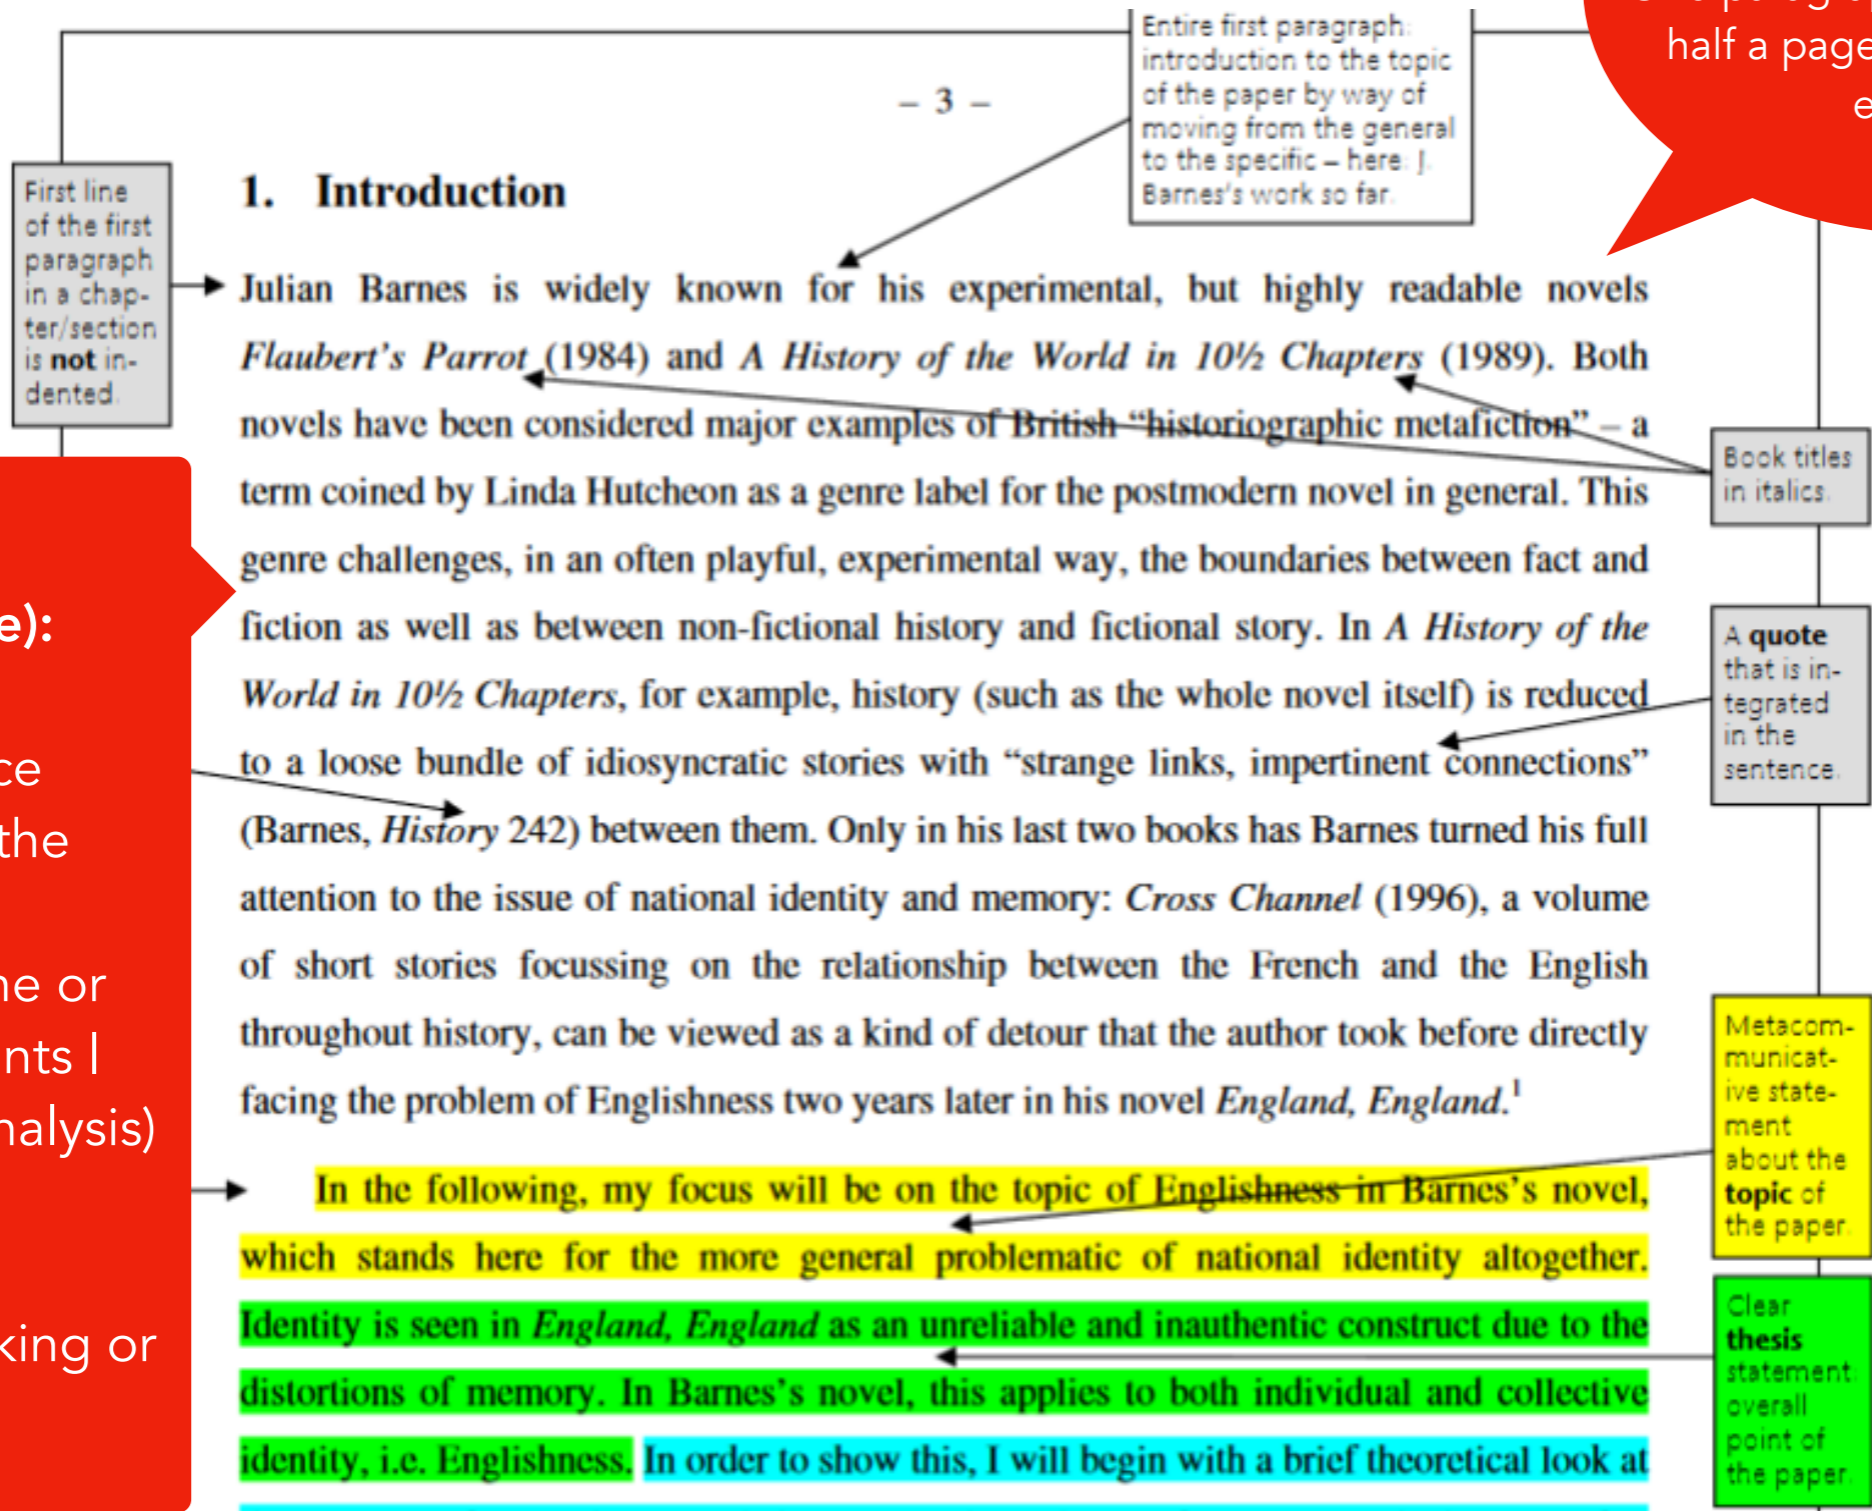 Entire first paragraph:
introduction to the topic
of the paper by way of
moving from the general
to the specific – here: J.
Barnes's work so far.
half a page
– 3 –
First line
of the first
paragraph
in a chap-
ter/section
is not in-
dented.
1. Introduction
Julian Barnes is widely known for his experimental, but highly readable novels
Flaubert's Parrot (1984) and A History of the World in 10½ Chapters (1989). Both
novels have been considered major examples of British “historiographic metafiction” – a
term coined by Linda Hutcheon as a genre label for the postmodern novel in general. This
genre challenges, in an often playful, experimental way, the boundaries between fact and
fiction as well as between non-fictional history and fictional story. In A History of the
World in 10½ Chapters, for example, history (such as the whole novel itself) is reduced
to a loose bundle of idiosyncratic stories with “strange links, impertinent connections”
(Barnes, History 242) between them. Only in his last two books has Barnes turned his full
attention to the issue of national identity and memory: Cross Channel (1996), a volume
of short stories focussing on the relationship between the French and the English
throughout history, can be viewed as a kind of detour that the author took before directly
facing the problem of Englishness two years later in his novel England, England.¹
In the following, my focus will be on the topic of Englishness in Barnes's novel,
which stands here for the more general problematic of national identity altogether.
Identity is seen in England, England as an unreliable and inauthentic construct due to the
distortions of memory. In Barnes's novel, this applies to both individual and collective
identity, i.e. Englishness. In order to show this, I will begin with a brief theoretical look at
Book titles
in italics.
A quote
that is in-
tegrated
in the
sentence.
Metacom-
municat-
ive state-
ment
about the
topic of
the paper.
Clear
thesis
statement:
overall
point of
the paper.
e):
ce
the
ne or
nts I
nalysis)
king or